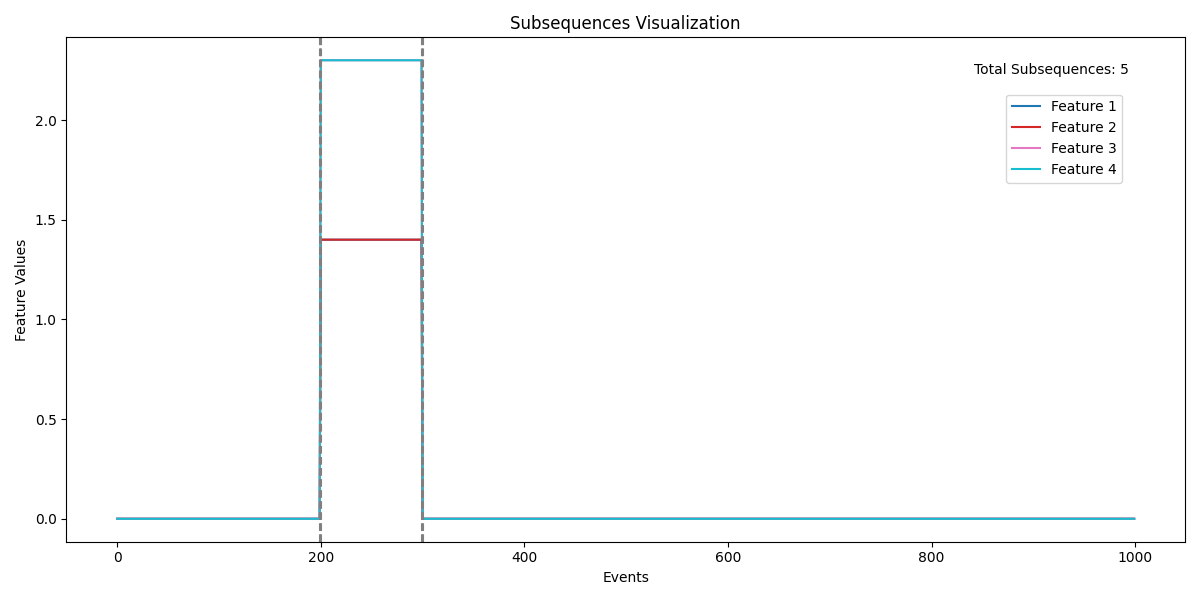 Subsequences Visualization
Total Subsequences: 5
Feature 1
Feature 2
Feature 3
Feature 4
Feature Values
2.0
1.5
1.0
0.5
0.0
0 200 400 600 800 1000
Events